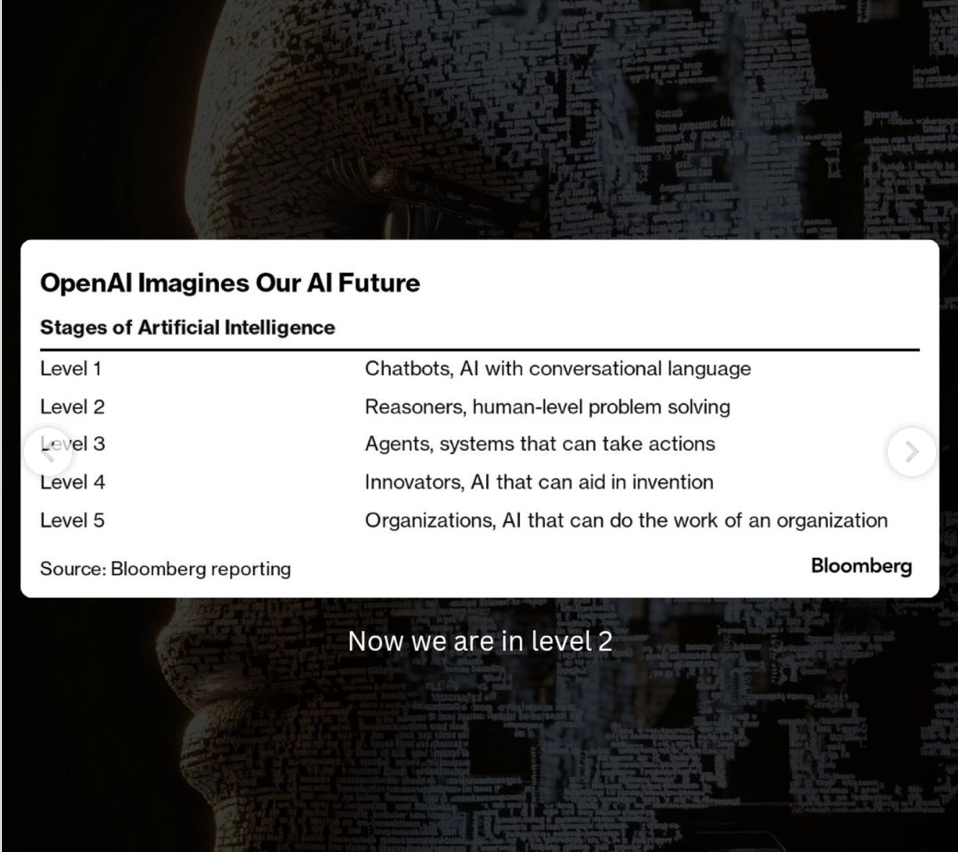 OpenAI Imagines Our AI Future
Stages of Artificial Intelligence
Level 1 Chatbots, AI with conversational language
Level 2 Reasoners, human-level problem solving
Level 3 Agents, systems that can take actions
Level 4 Innovators, AI that can aid in invention
Level 5 Organizations, AI that can do the work of an organization
Source: Bloomberg reporting Bloomberg
Now we are in level 2